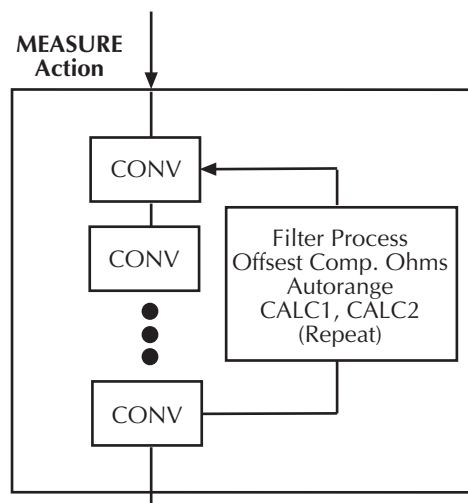 MEASURE
Action
CONV
CONV
Filter Process
Offsest Comp. Ohms
Autorange
CALC1, CALC2
(Repeat)
CONV